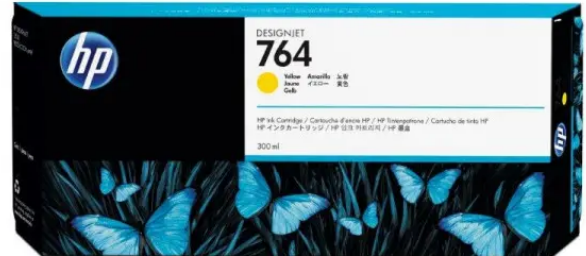 hp
DESIGNJET
764
Yellow Amarillo 노랑
Jaune イエロー 黃色
Gelb
HP Ink Cartridge / Cartouche d'encre HP / HP Tintenpatrone / Cartucho de tinta HP
HP インクカートリッジ / HP 잉크 카트리지 / HP 墨盒
300 ml
hp